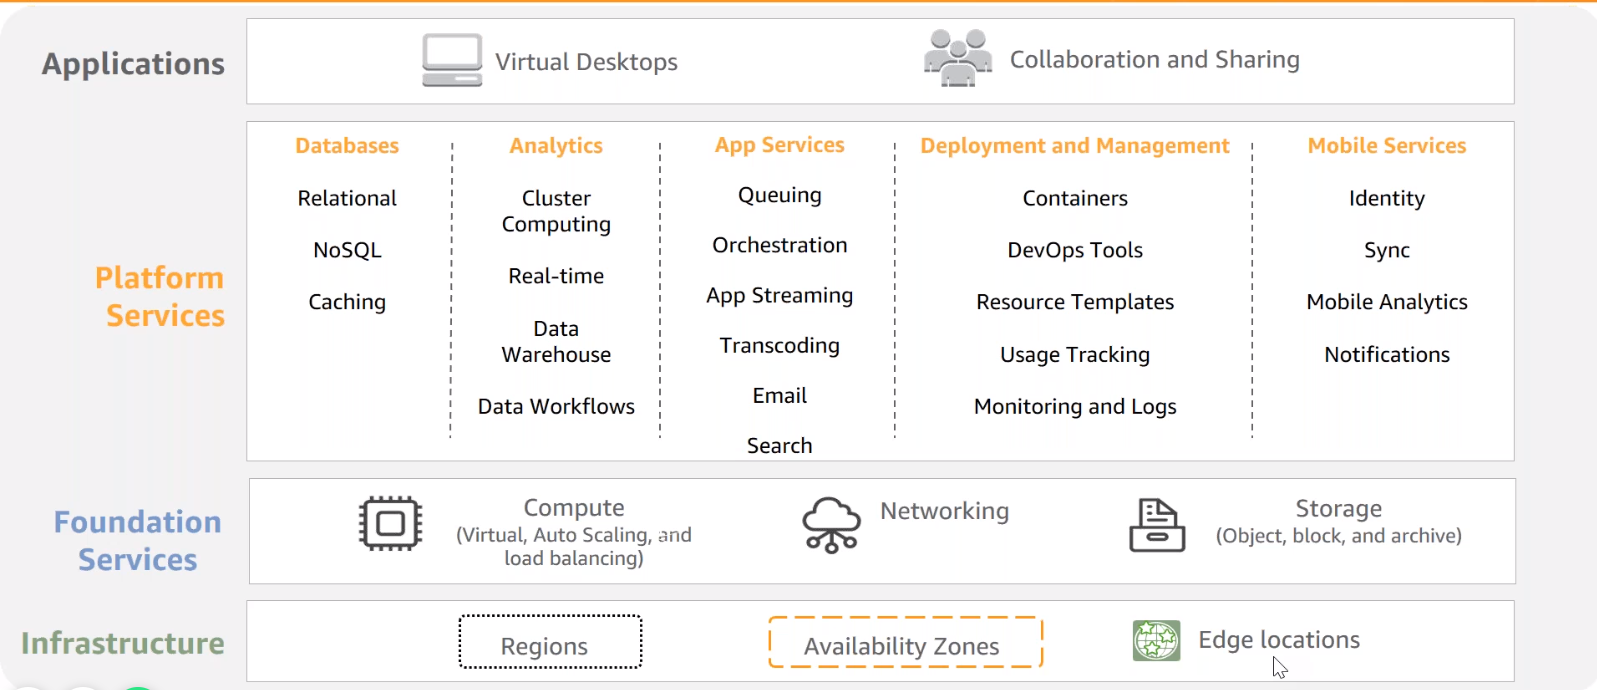 Applications
Virtual Desktops
Collaboration and Sharing
Platform
Services
Databases
Relational
NoSQL
Caching
Analytics
Cluster
Computing
Real-time
Data
Warehouse
Data Workflows
App Services
Queuing
Orchestration
App Streaming
Transcoding
Email
Search
Deployment and Management
Containers
DevOps Tools
Resource Templates
Usage Tracking
Monitoring and Logs
Mobile Services
Identity
Sync
Mobile Analytics
Notifications
Foundation
Services
Compute
(Virtual, Auto Scaling, and
load balancing)
Networking
Storage
(Object, block, and archive)
Infrastructure
Regions
Availability Zones
Edge locations